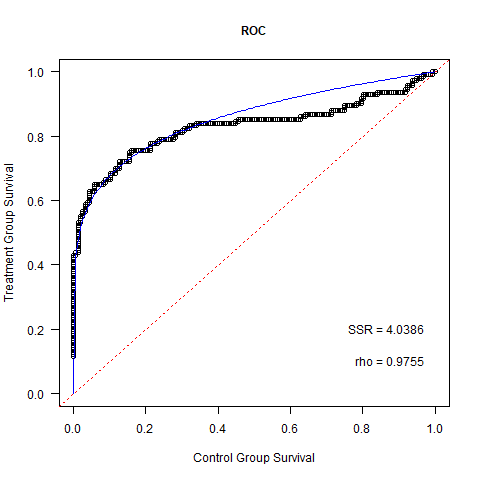 ROC
Treatment Group Survival
1.0
0.8
0.6
0.4
0.2
0.0
SSR = 4.0386
rho = 0.9755
0.0 0.2 0.4 0.6 0.8 1.0
Control Group Survival